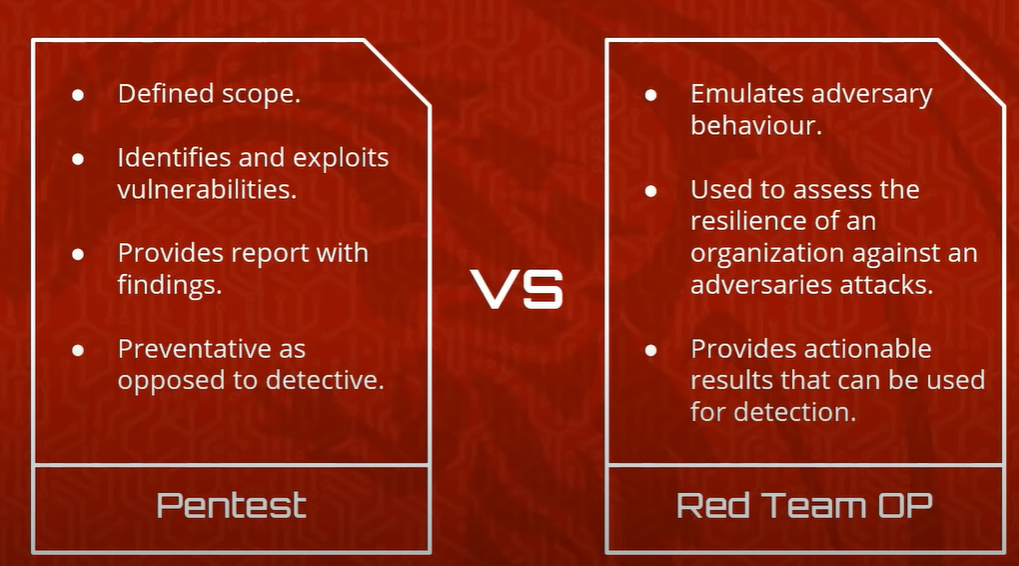 Defined scope.
Identifies and exploits
vulnerabilities.
Provides report with
findings.
Preventative as
opposed to detective.
Pentest
VS
Emulates adversary
behaviour.
Used to assess the
resilience of an
organization against an
adversaries attacks.
Provides actionable
results that can be used
for detection.
Red Team OP